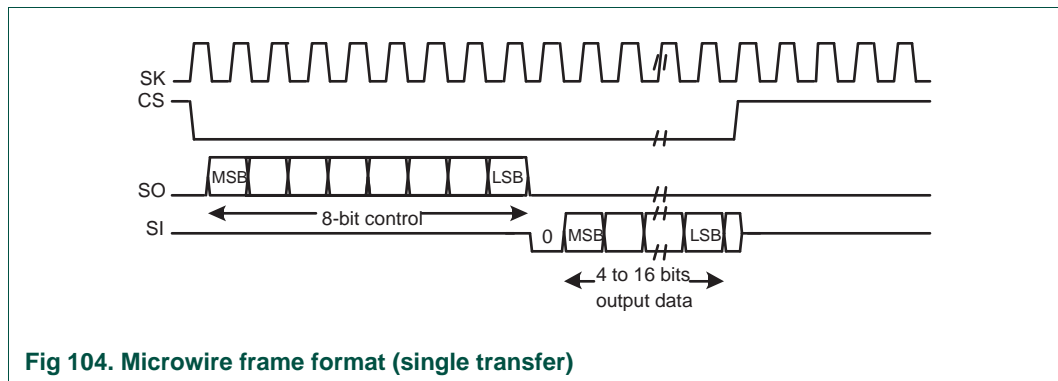 SK
CS
SO
MSB
LSB
8-bit control
SI
0
MSB
LSB
4 to 16 bits
output data
Fig 104. Microwire frame format (single transfer)